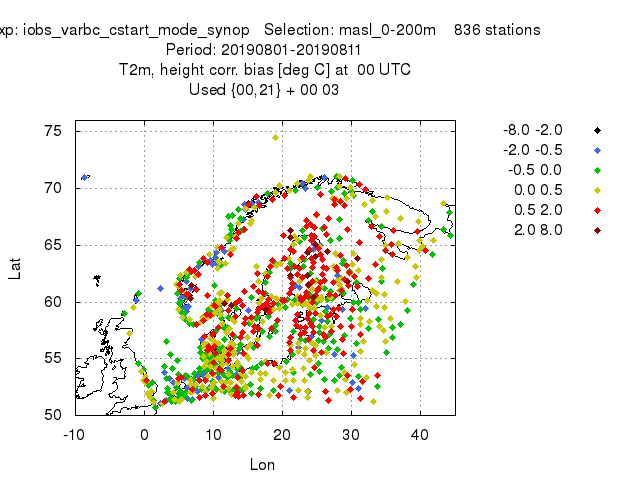 xp: iobs_varbc_cstart_mode_synop Selection: masl_0-200m 836 stations
Period: 20190801-20190811
T2m, height corr. bias [deg C] at 00 UTC
Used {00,21} + 00 03
-8.0 -2.0
-2.0 -0.5
-0.5 0.0
0.0 0.5
0.5 2.0
2.0 8.0
75
70
65
60
55
50
Lat
-10 0 10 20 30 40
Lon